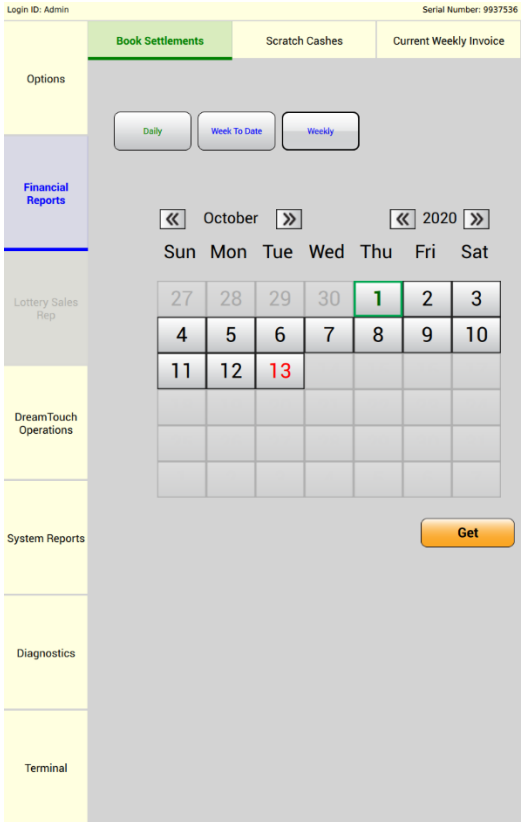 Login ID: Admin
Serial Number: 9937536
Book Settlements
Scratch Cashes
Current Weekly Invoice
Options
Financial
Reports
Lottery Sales
Rep
DreamTouch
Operations
System Reports
Diagnostics
Terminal
Daily
Week To Date
Weekly
October
2020
Sun Mon Tue Wed Thu Fri Sat
27 28 29 30 1 2 3
4 5 6 7 8 9 10
11 12 13
Get